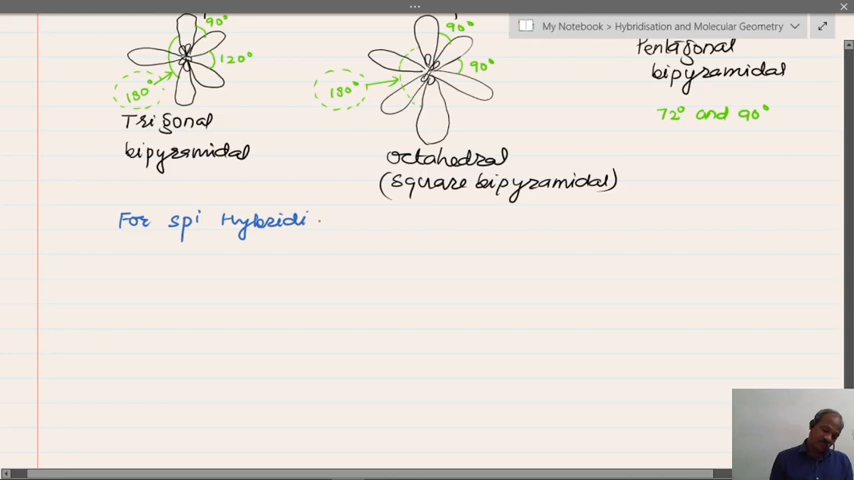 My Notebook > Hybridisation and Molecular Geometry
90°
120°
180°
Trigonal
bipyramidal
90°
90°
180°
octahedral
(square bipyramidal)
Pentagonal
bipyramidal
72° and 90°
For spi Hybridi